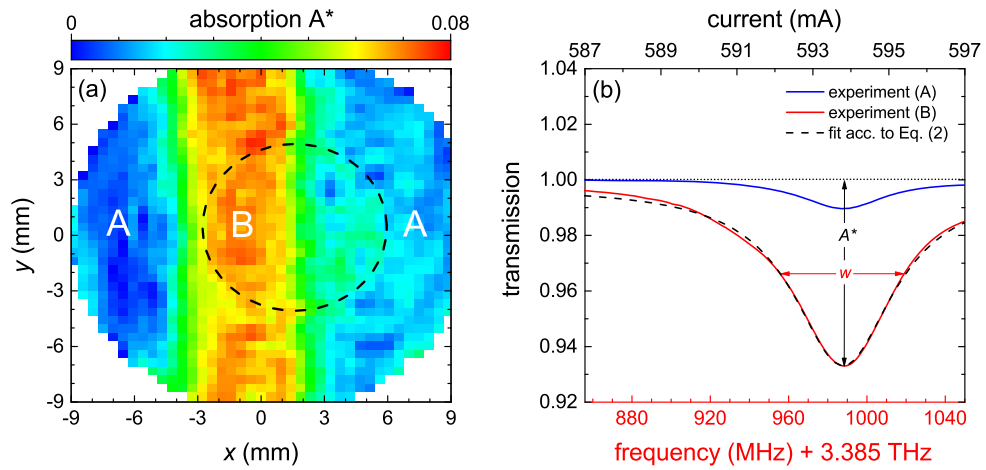 absorption A*
0 0.08
(a)
A B A
9
6
3
0
-3
-6
-9
y (mm)
-9 -6 -3 0 3 6 9
x (mm)
current (mA)
587 589 591 593 595 597
(b)
experiment (A)
experiment (B)
fit acc. to Eq. (2)
1.04
1.02
1.00
0.98
0.96
0.94
0.92
transmission
A*
w
880 920 960 1000 1040
frequency (MHz) + 3.385 THz